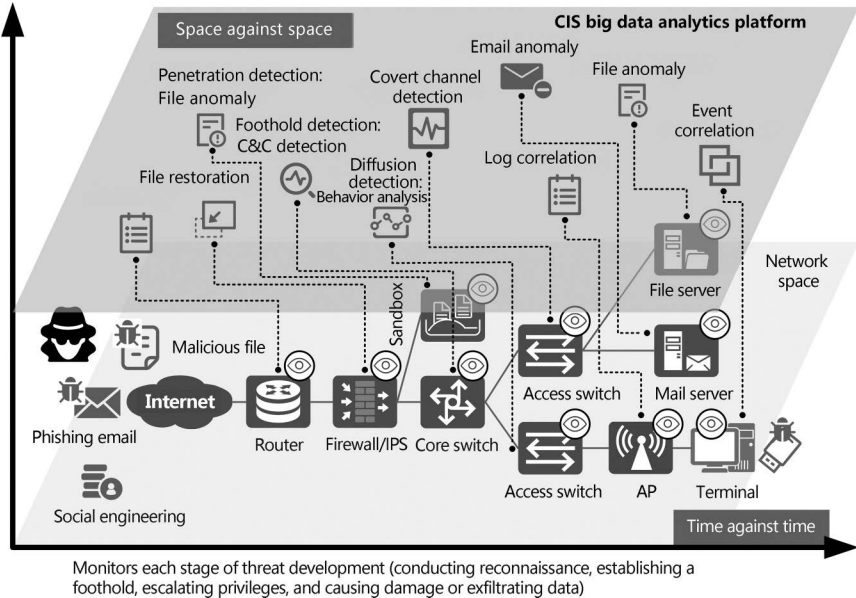 Space against space
CIS big data analytics platform
Email anomaly
Penetration detection:
File anomaly
Covert channel
detection
File anomaly
Event
correlation
Foothold detection:
C&C detection
Log correlation
File restoration
Diffusion
detection:
Behavior analysis
Network
space
File server
Sandbox
Malicious file
Internet
Access switch
Mail server
Phishing email
Router
Firewall/IPS
Core switch
Access switch
AP
Terminal
Social engineering
Time against time
Monitors each stage of threat development (conducting reconnaissance, establishing a
foothold, escalating privileges, and causing damage or exfiltrating data)